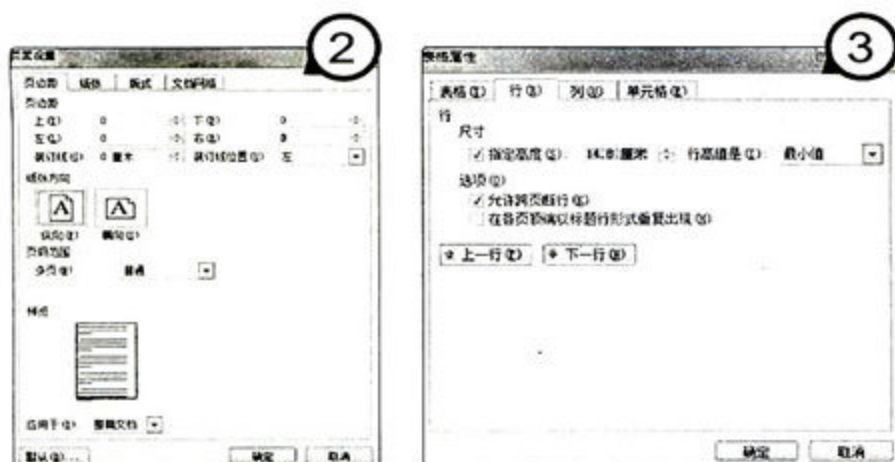 ②
页面设置
页边距 纸张 版式 文档网格
页边距
上(T) 0 下(B) 0
左(L) 0 右(R) 0
装订线(G) 0 厘米 装订线位置(U) 左
纸张方向
A A
纵向(P) 横向(S)
页码范围
多页(M) 普通
预览
应用于(Y) 整篇文档
默认(D)... 确定 取消
③
表格属性
表格(T) 行(R) 列(U) 单元格(E)
行
尺寸
指定高度(S): 14.8 厘米 行高值是(I): 最小值
选项(O)
允许跨页断行(K)
在各页顶端以标题行形式重复出现(H)
上一行(P) 下一行(N)
确定 取消